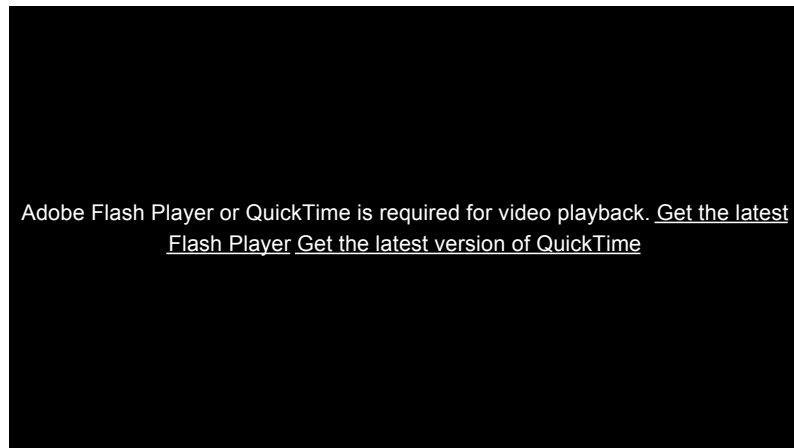 Adobe Flash Player or QuickTime is required for video playback. Get the latest
Flash Player Get the latest version of QuickTime